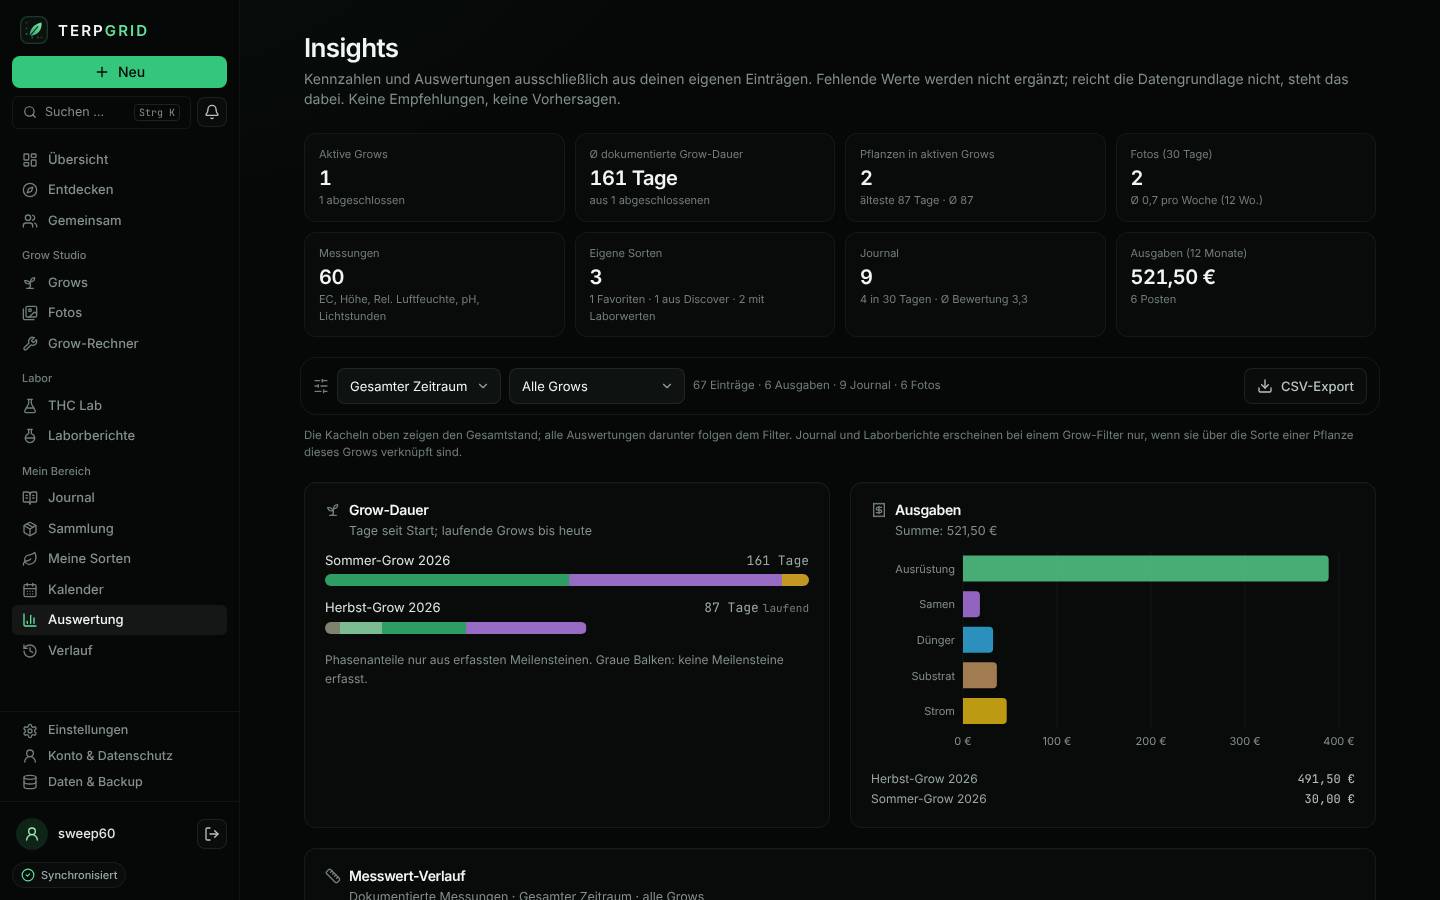 TERPGRID
Neu
Suchen ...
Strg K
Übersicht
Entdecken
Gemeinsam
Grow Studio
Grows
Fotos
Grow-Rechner
Labor
THC Lab
Laborberichte
Mein Bereich
Journal
Sammlung
Meine Sorten
Kalender
Auswertung
Verlauf
Einstellungen
Konto & Datenschutz
Daten & Backup
sweep60
Synchronisiert
Insights
Kennzahlen und Auswertungen ausschließlich aus deinen eigenen Einträgen. Fehlende Werte werden nicht ergänzt; reicht die Datengrundlage nicht, steht das
dabei. Keine Empfehlungen, keine Vorhersagen.
Aktive Grows
1
1 abgeschlossen
Ø dokumentierte Grow-Dauer
161 Tage
aus 1 abgeschlossenen
Pflanzen in aktiven Grows
2
älteste 87 Tage · Ø 87
Fotos (30 Tage)
2
Ø 0,7 pro Woche (12 Wo.)
Messungen
60
EC, Höhe, Rel. Luftfeuchte, pH,
Lichtstunden
Eigene Sorten
3
1 Favoriten · 1 aus Discover · 2 mit
Laborwerten
Journal
9
4 in 30 Tagen · Ø Bewertung 3,3
Ausgaben (12 Monate)
521,50 €
6 Posten
Gesamter Zeitraum
Alle Grows
67 Einträge · 6 Ausgaben · 9 Journal · 6 Fotos
CSV-Export
Die Kacheln oben zeigen den Gesamtstand; alle Auswertungen darunter folgen dem Filter. Journal und Laborberichte erscheinen bei einem Grow-Filter nur, wenn sie über die Sorte einer Pflanze
dieses Grows verknüpft sind.
Grow-Dauer
Tage seit Start; laufende Grows bis heute
Sommer-Grow 2026
161 Tage
Herbst-Grow 2026
87 Tage laufend
Phasenanteile nur aus erfassten Meilensteinen. Graue Balken: keine Meilensteine
erfasst.
Ausgaben
Summe: 521,50 €
Ausrüstung
Samen
Dünger
Substrat
Strom
0 €
100 €
200 €
300 €
400 €
Herbst-Grow 2026
491,50 €
Sommer-Grow 2026
30,00 €
Messwert-Verlauf
Dokumentierte Messungen · Gesamter Zeitraum · alle Grows